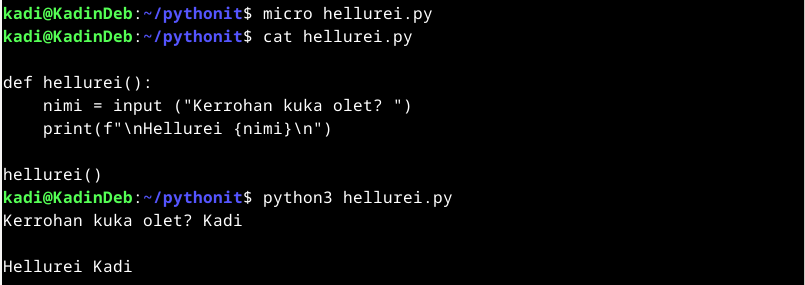 kadi@KadinDeb:~/pythonit$ micro hellurei.py
kadi@KadinDeb:~/pythonit$ cat hellurei.py
def hellurei():
    nimi = input ("Kerrohan kuka olet? ")
    print(f"\nHellurei {nimi}\n")
hellurei()
kadi@KadinDeb:~/pythonit$ python3 hellurei.py
Kerrohan kuka olet? Kadi
Hellurei Kadi